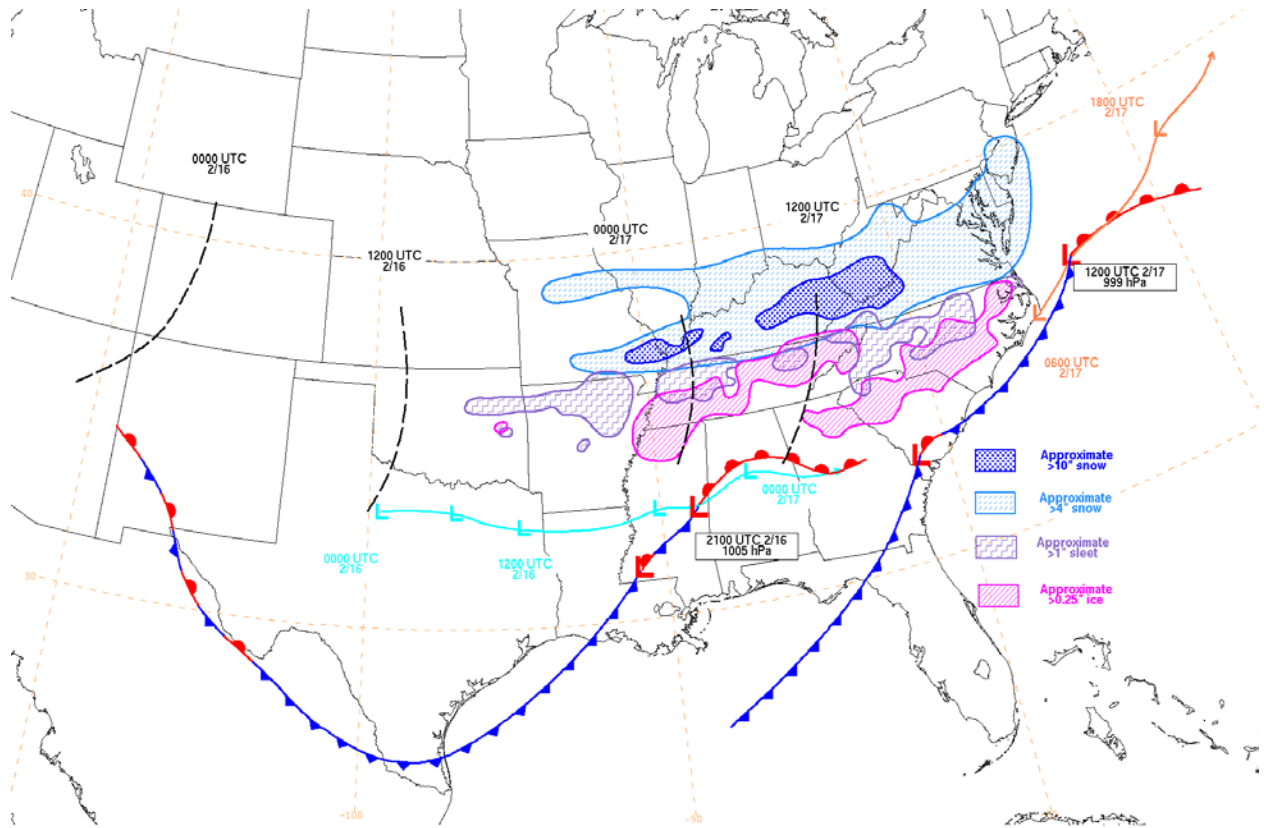 1800 UTC
2/17
0000 UTC
2/16
40
1200 UTC
2/17
0000 UTC
2/17
1200 UTC
2/16
L
L
1200 UTC 2/17
999 hPa
L
0600 UTC
2/17
L
Approximate
>10" snow
L
0000 UTC
2/17
Approximate
>4" snow
L
L
L
L
L
2100 UTC 2/16
1005 hPa
Approximate
>1" sleet
0000 UTC
2/16
1200 UTC
2/16
L
30
Approximate
>0.25" ice
-100
-90